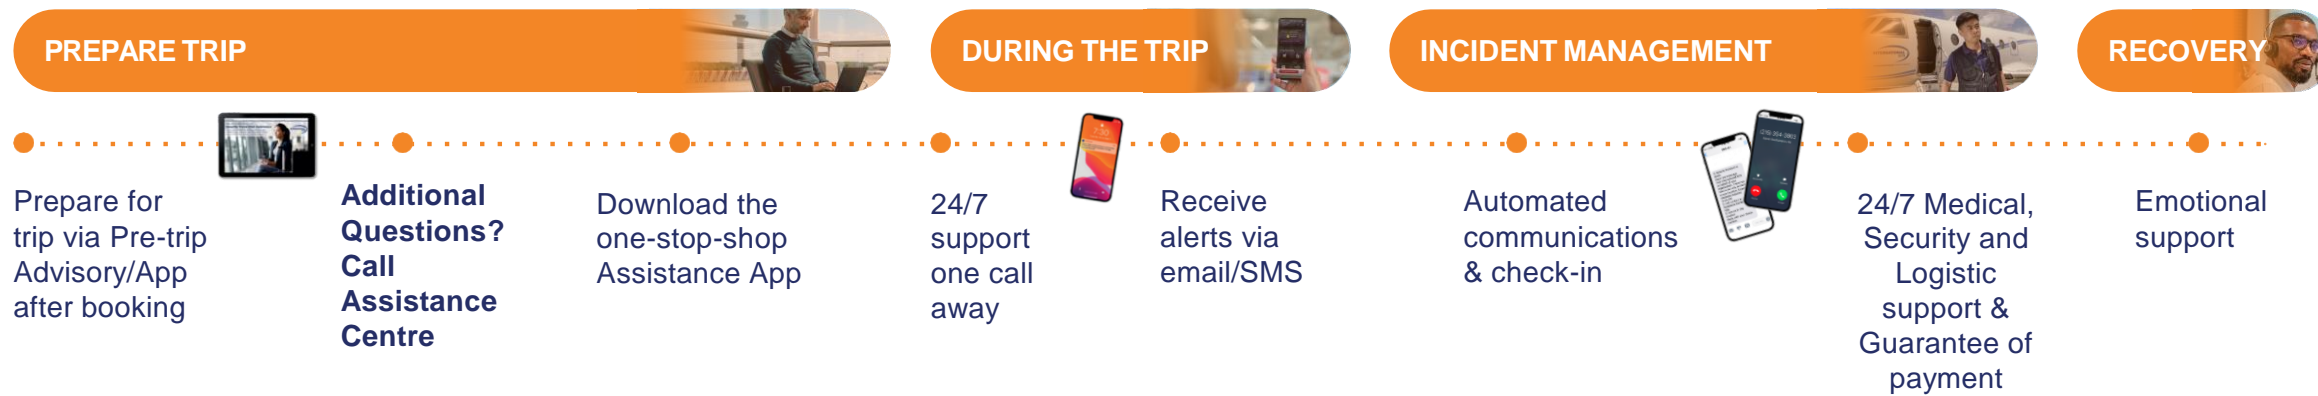 PREPARE TRIP
DURING THE TRIP
INCIDENT MANAGEMENT
RECOVERY
Prepare for
trip via Pre-trip
Advisory/App
after booking
Additional
Questions?
Call
Assistance
Centre
Download the
one-stop-shop
Assistance App
24/7
support
one call
away
Receive
alerts via
email/SMS
Automated
communications
& check-in
24/7 Medical,
Security and
Logistic
support &
Guarantee of
payment
Emotional
support